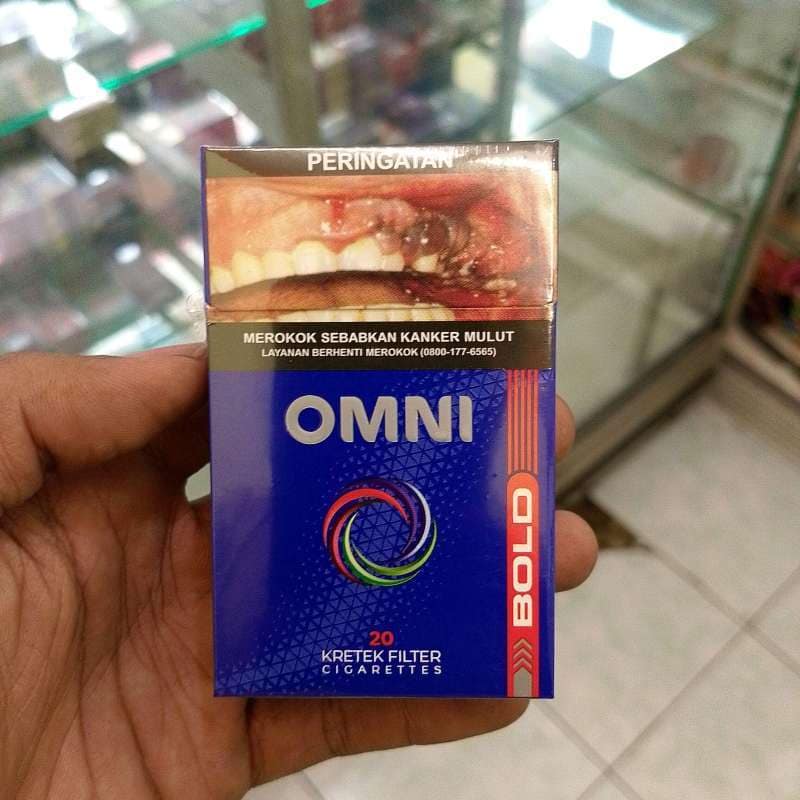 PERINGATAN
MEROKOK SEBABKAN KANKER MULUT
LAYANAN BERHENTI MEROKOK (0800-177-6565)
OMNI
BOLD
20
KRETEK FILTER
CIGARETTES